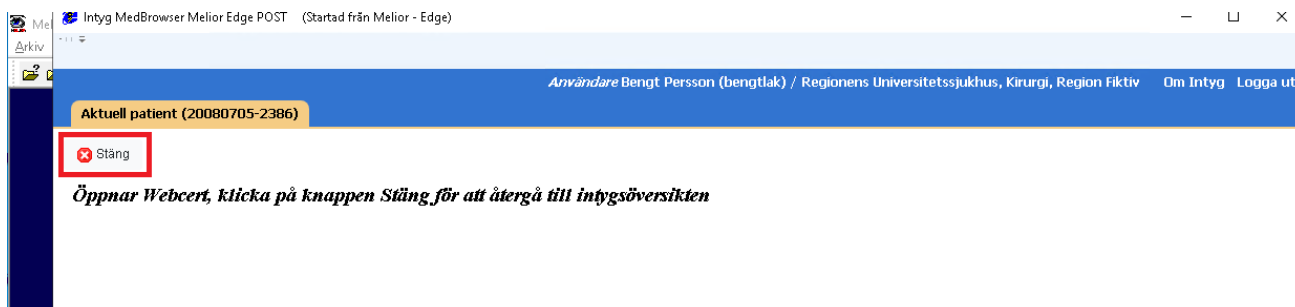 Mel
Intyg MedBrowser Melior Edge POST (Startad från Melior - Edge)
Arkiv
Användare Bengt Persson (bengtlak) / Regionens Universitetssjukhus, Kirurgi, Region Fiktiv Om Intyg Logga ut
Aktuell patient (20080705-2386)
Stäng
Öppnar Webcert, klicka på knappen Stäng för att återgå till intygsöversikten